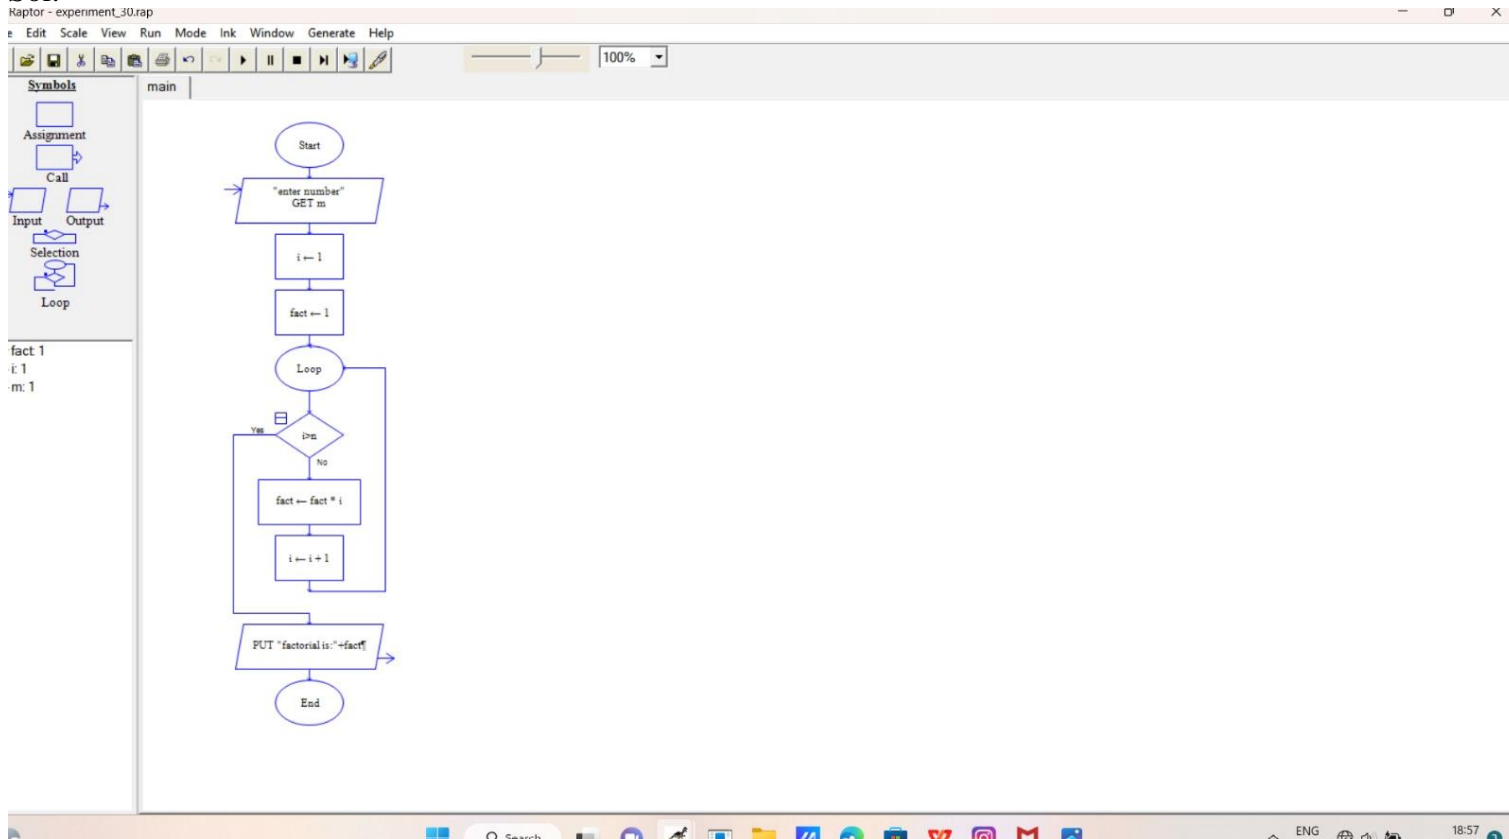 Raptor - experiment_30.rap
Edit Scale View Run Mode Ink Window Generate Help
100%
Symbols
main
Assignment
Call
Input Output
Selection
Loop
fact: 1
i: 1
m: 1
Start
"enter number"
GET m
i ← 1
fact ← 1
Loop
i>n
Yes
No
fact ← fact * i
i ← i + 1
PUT "factorial is:"+fact¶
End
Search
ENG
18:57